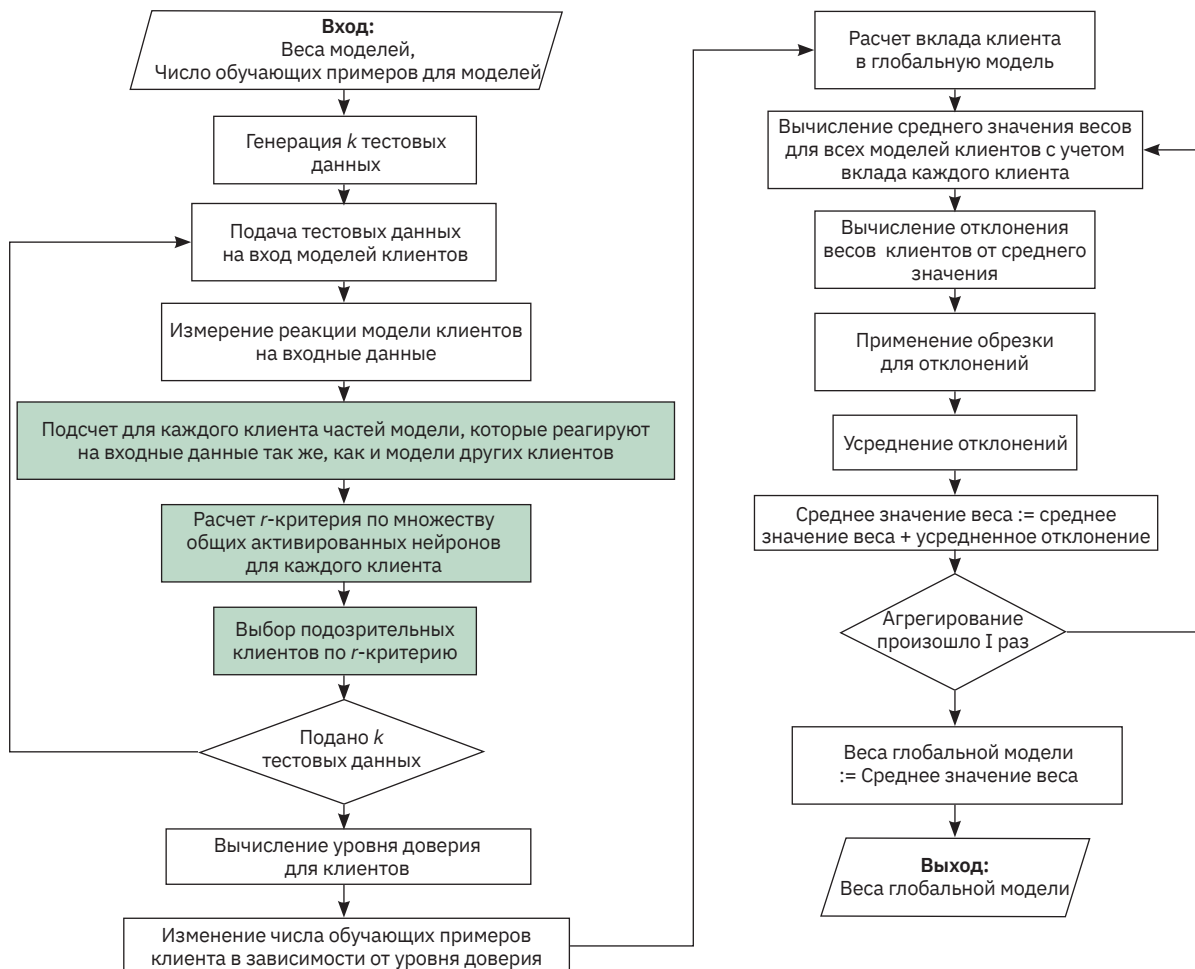 Вход:
Веса моделей,
Число обучающих примеров для моделей
Генерация k тестовых
данных
Подача тестовых данных
на вход моделей клиентов
Измерение реакции модели клиентов
на входные данные
Подсчет для каждого клиента частей модели, которые реагируют
на входные данные так же, как и модели других клиентов
Расчет r-критерия по множеству
общих активированных нейронов
для каждого клиента
Выбор подозрительных
клиентов по r-критерию
Подано k
тестовых данных
Вычисление уровня доверия
для клиентов
Изменение числа обучающих примеров
клиента в зависимости от уровня доверия
Расчет вклада клиента
в глобальную модель
Вычисление среднего значения весов
для всех моделей клиентов с учетом
вклада каждого клиента
Вычисление отклонения
весов клиентов от среднего
значения
Применение обрезки
для отклонений
Усреднение отклонений
Среднее значение веса := среднее
значение веса + усредненное отклонение
Агрегирование
произошло I раз
Веса глобальной модели
:= Среднее значение веса
Выход:
Веса глобальной модели